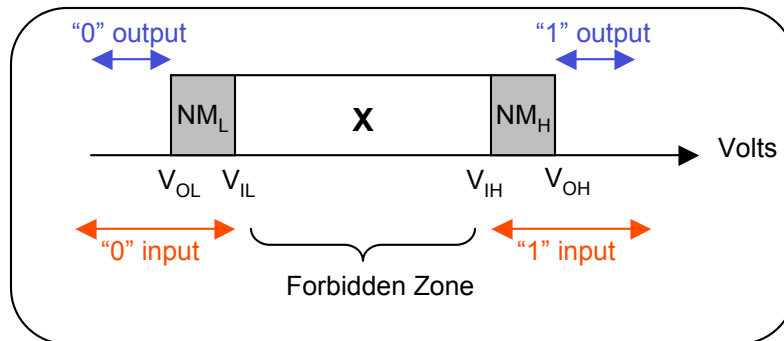 “0” output “1” output
NM_L X NM_H
Volts
V_OL V_IL V_IH V_OH
“0” input “1” input
Forbidden Zone